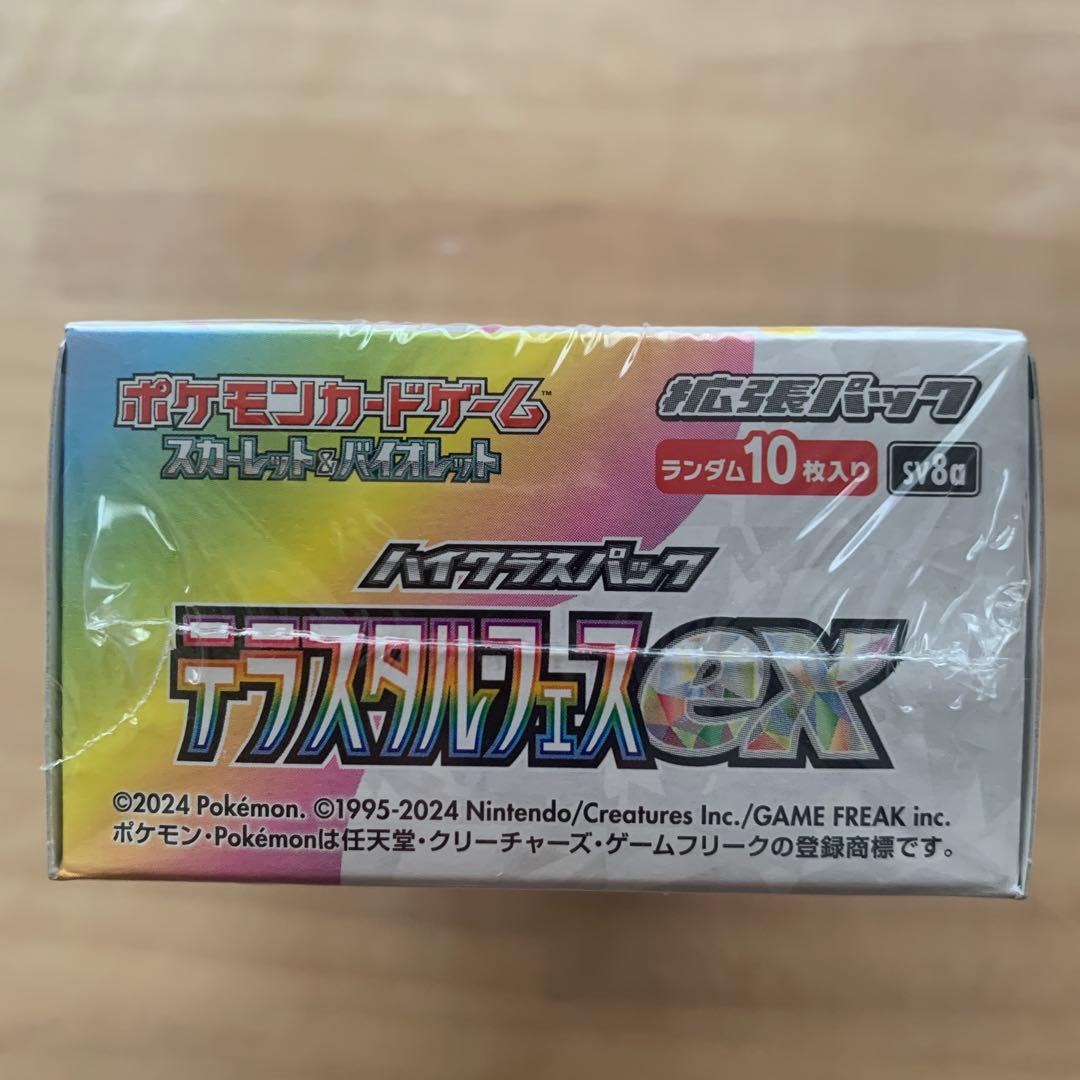 ポケモンカードゲーム™
スカーレット&バイオレット
拡張パック
ランダム10枚入り sv8a
ハイクラスパック
テラスタルフェスex
©2024 Pokémon. ©1995-2024 Nintendo/Creatures Inc./GAME FREAK inc.
ポケモン・Pokémonは任天堂・クリーチャーズ・ゲームフリークの登録商標です。